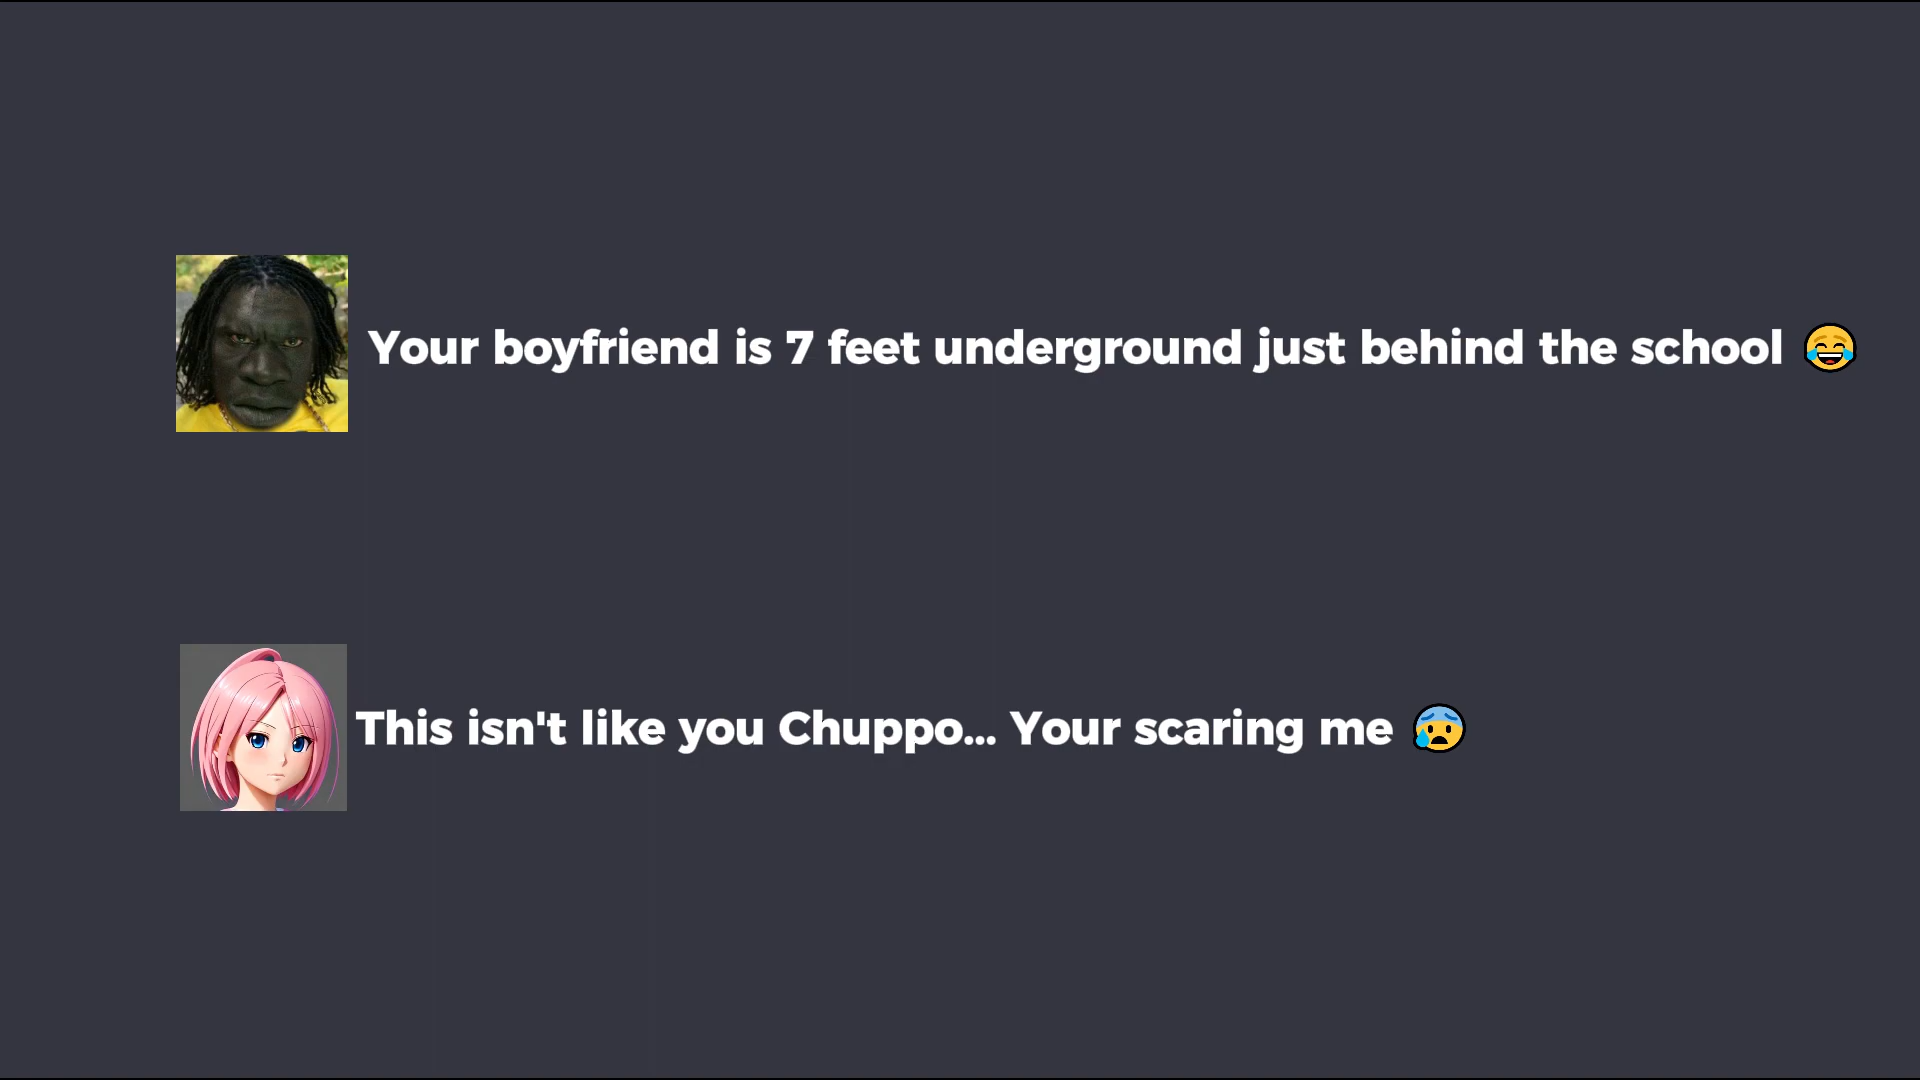 Your boyfriend is 7 feet underground just behind the school 😂
This isn't like you Chuppo... Your scaring me 😰